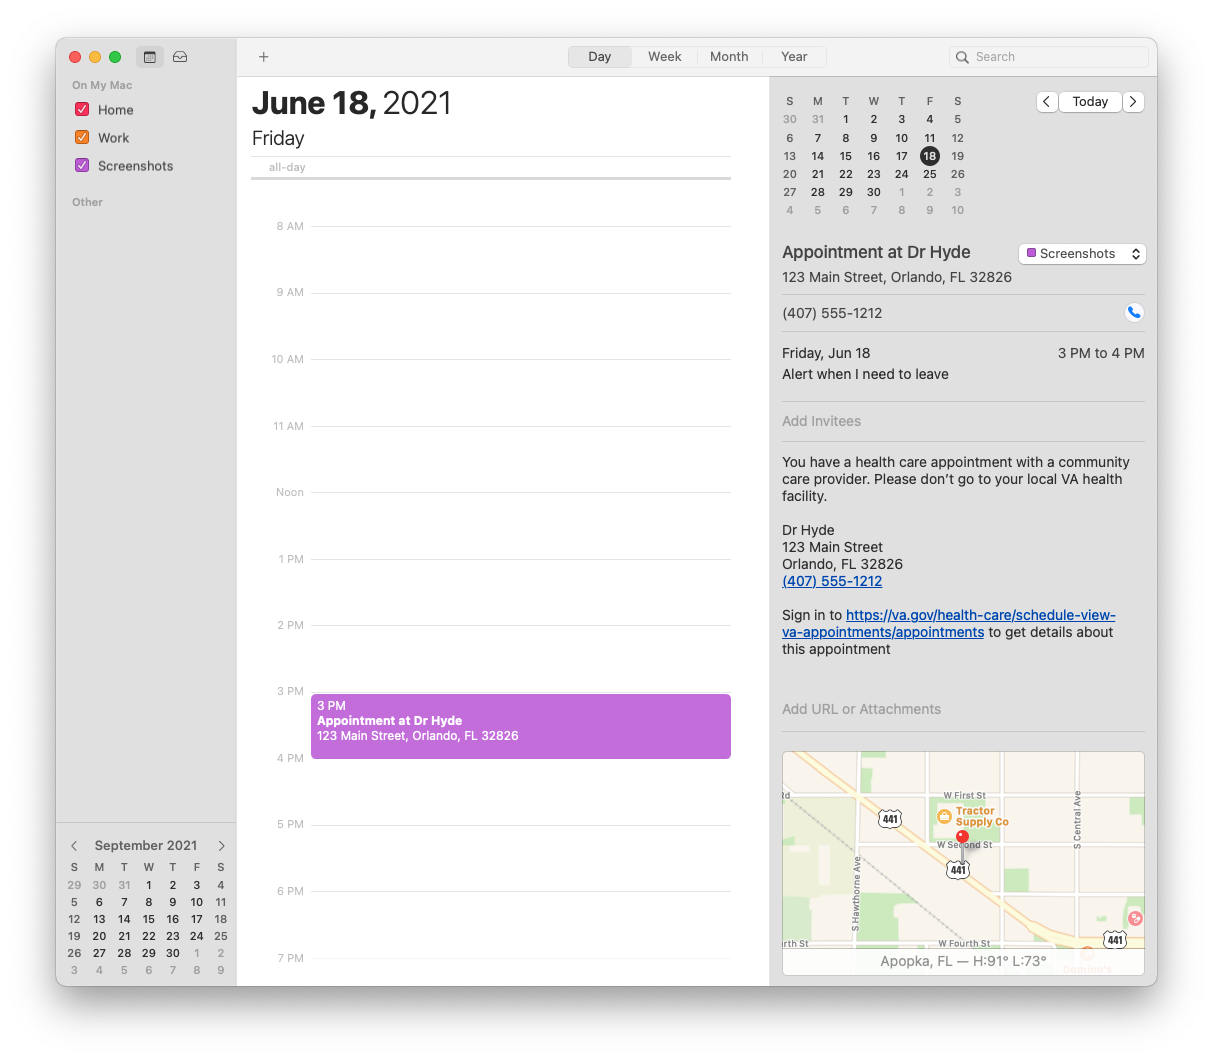 Day
Week
Month
Year
Search
On My Mac
Home
Work
Screenshots
Other
September 2021
S M T W T F S
29 30 31 1 2 3 4
5 6 7 8 9 10 11
12 13 14 15 16 17 18
19 20 21 22 23 24 25
26 27 28 29 30 1 2
3 4 5 6 7 8 9
June 18, 2021
Friday
all-day
8 AM
9 AM
10 AM
11 AM
Noon
1 PM
2 PM
3 PM
3 PM
Appointment at Dr Hyde
123 Main Street, Orlando, FL 32826
4 PM
5 PM
6 PM
7 PM
S M T W T F S
30 31 1 2 3 4 5
6 7 8 9 10 11 12
13 14 15 16 17 18 19
20 21 22 23 24 25 26
27 28 29 30 1 2 3
4 5 6 7 8 9 10
Today
Appointment at Dr Hyde
Screenshots
123 Main Street, Orlando, FL 32826
(407) 555-1212
Friday, Jun 18
3 PM to 4 PM
Alert when I need to leave
Add Invitees
You have a health care appointment with a community
care provider. Please don’t go to your local VA health
facility.
Dr Hyde
123 Main Street
Orlando, FL 32826
(407) 555-1212
Sign in to https://va.gov/health-care/schedule-view-
va-appointments/appointments to get details about
this appointment
Add URL or Attachments
Rd
W First St
441
Tractor
Supply Co
S Central Ave
W Second St
441
S Hawthorne Ave
441
rth St
W Fourth St
Apopka, FL — H:91° L:73°
Domino's